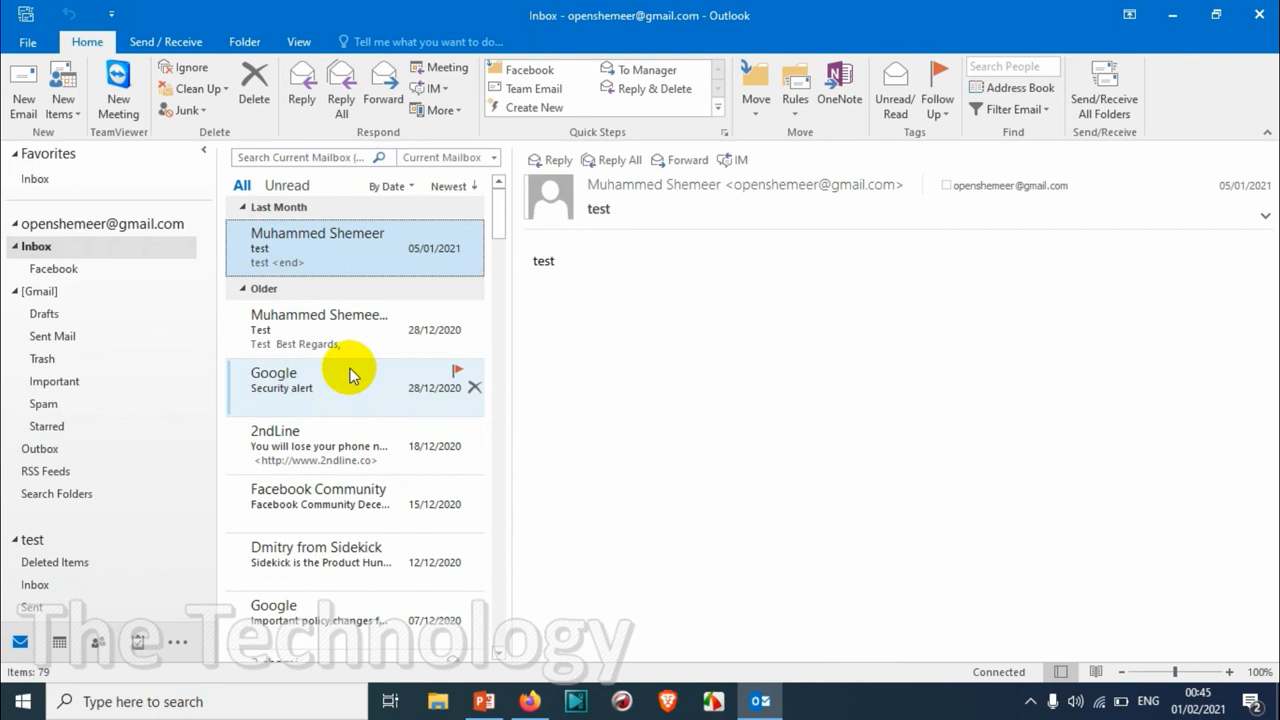 Inbox - openshemeer@gmail.com - Outlook
File Home Send / Receive Folder View Tell me what you want to do...
New Email
New Items
New
New Meeting
TeamViewer
Ignore
Clean Up
Junk
Delete
Delete
Reply
Reply All
Forward
Meeting
IM
More
Respond
Facebook
Team Email
Create New
To Manager
Reply & Delete
Quick Steps
Move
Rules
OneNote
Move
Unread/ Read
Follow Up
Tags
Search People
Address Book
Filter Email
Find
Send/Receive All Folders
Send/Receive
Favorites
Inbox
openshemeer@gmail.com
Inbox
Facebook
[Gmail]
Drafts
Sent Mail
Trash
Important
Spam
Starred
Outbox
RSS Feeds
Search Folders
test
Deleted Items
Inbox
Sent
Search Current Mailbox (... Current Mailbox
All Unread By Date Newest ↓
Last Month
Muhammed Shemeer
test 05/01/2021
test <end>
Older
Muhammed Shemee...
Test 28/12/2020
Test Best Regards,
Google
Security alert 28/12/2020
2ndLine
You will lose your phone n... 18/12/2020
<http://www.2ndline.co>
Facebook Community
Facebook Community Dece... 15/12/2020
Dmitry from Sidekick
Sidekick is the Product Hun... 12/12/2020
Google
Important policy changes f... 07/12/2020
Reply Reply All Forward IM
Muhammed Shemeer <openshemeer@gmail.com> openshemeer@gmail.com 05/01/2021
test
test
The Technology
Items: 79 Connected 100%
Type here to search
ENG
00:45
01/02/2021
2